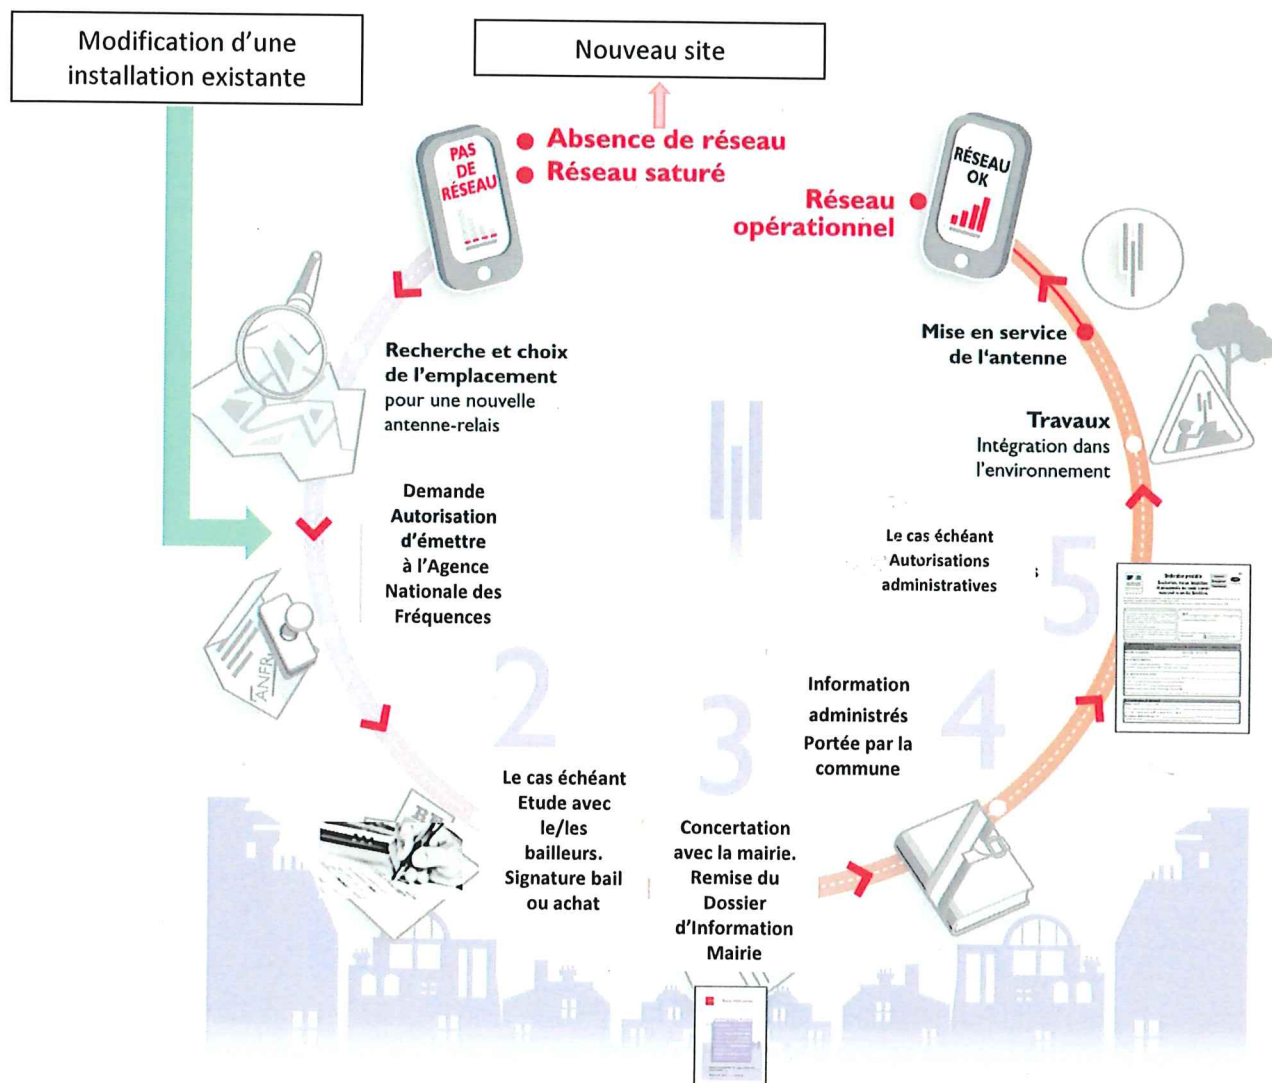 Modification d'une
installation existante
Nouveau site
PAS
DE
RÉSEAU
Absence de réseau
Réseau saturé
RÉSEAU
OK
Réseau
opérationnel
Recherche et choix
de l'emplacement
pour une nouvelle
antenne-relais
Mise en service
de l'antenne
Travaux
Intégration dans
l'environnement
Demande
Autorisation
d'émettre
à l'Agence
Nationale des
Fréquences
ANFR
Le cas échéant
Autorisations
administratives
5
2
Le cas échéant
Etude avec
le/les
bailleurs.
Signature bail
ou achat
3
Concertation
avec la mairie.
Remise du
Dossier
d'Information
Mairie
4
Information
administrés
Portée par la
commune